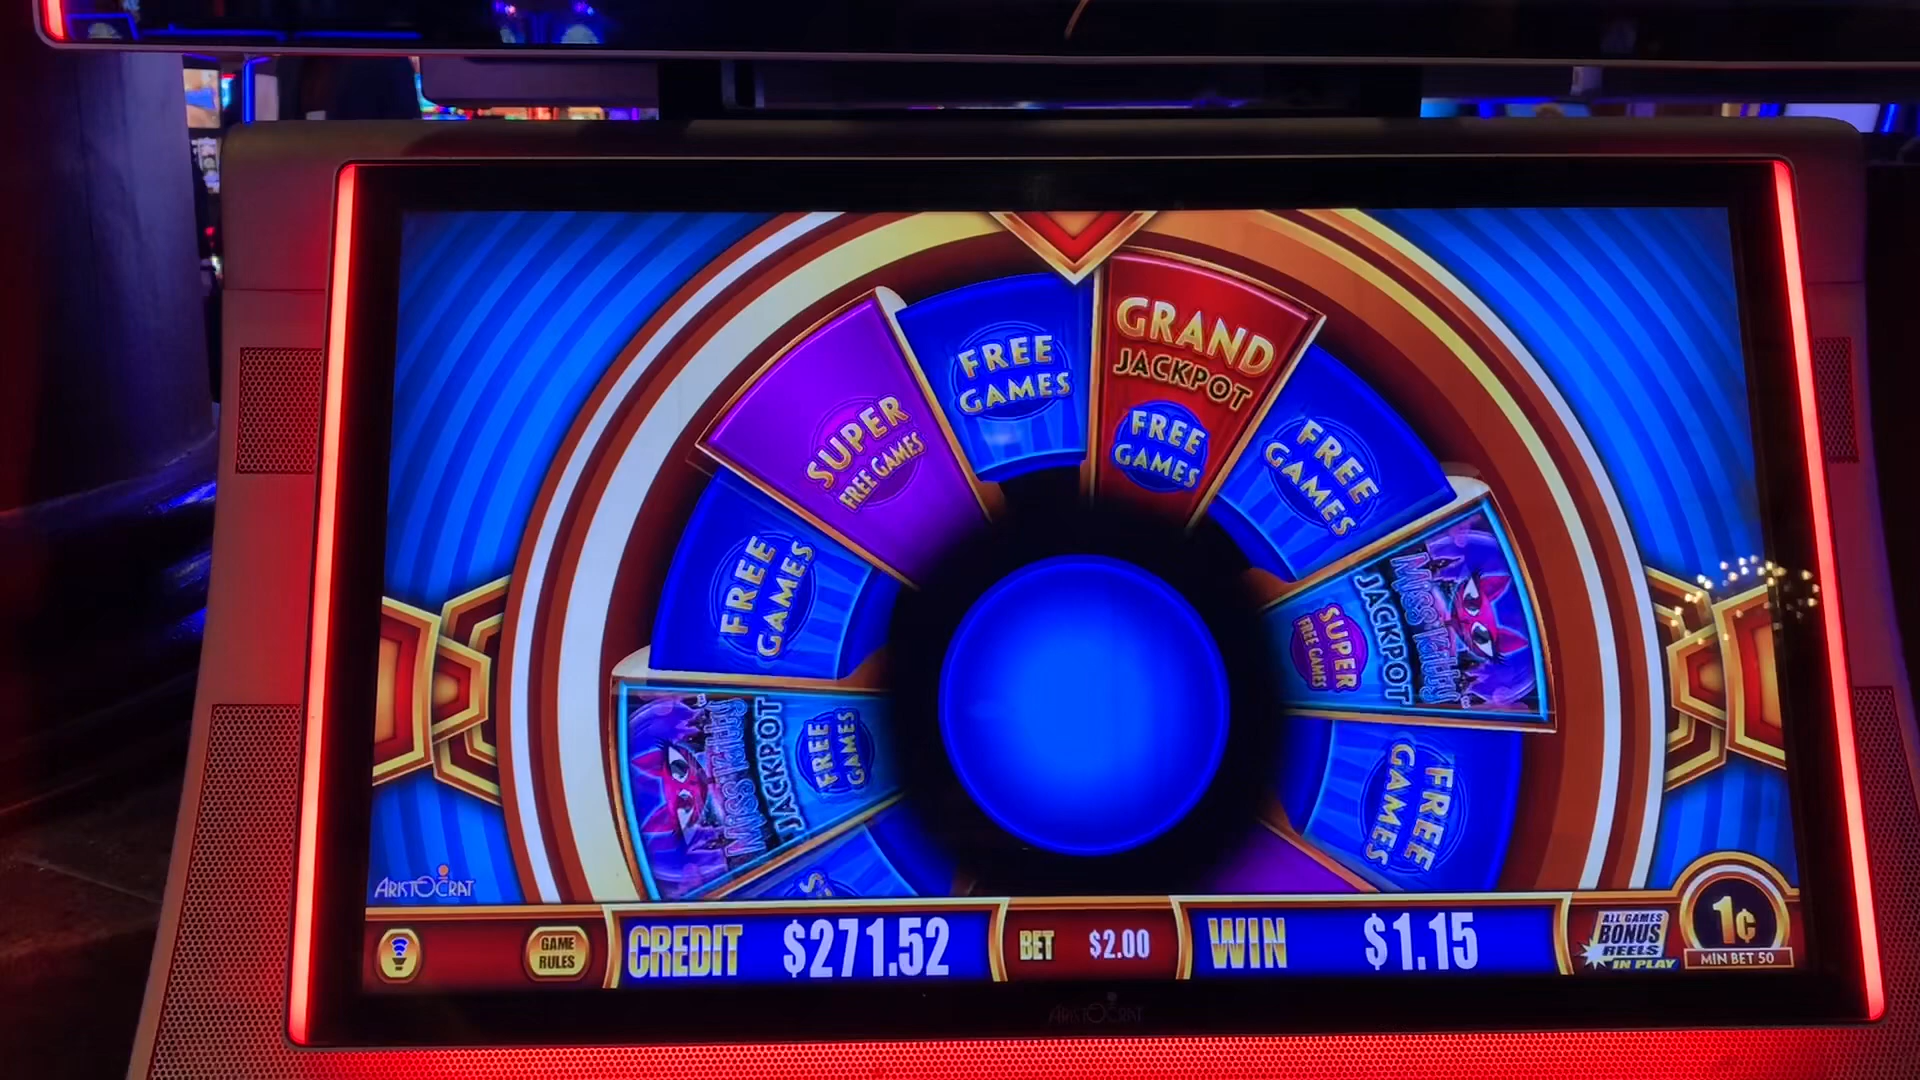 GRAND
JACKPOT
FREE
GAMES
FREE
GAMES
SUPER
FREE GAMES
FREE
GAMES
FREE
GAMES
MISS KITTY
JACKPOT
SUPER
FREE GAMES
MISS KITTY
JACKPOT
FREE
GAMES
FREE
GAMES
S
ARISTOCRAT
GAME
RULES
CREDIT $271.52
BET $2.00
WIN $1.15
ALL GAMES
BONUS
REELS
IN PLAY
1¢
MIN BET 50
ARISTOCRAT